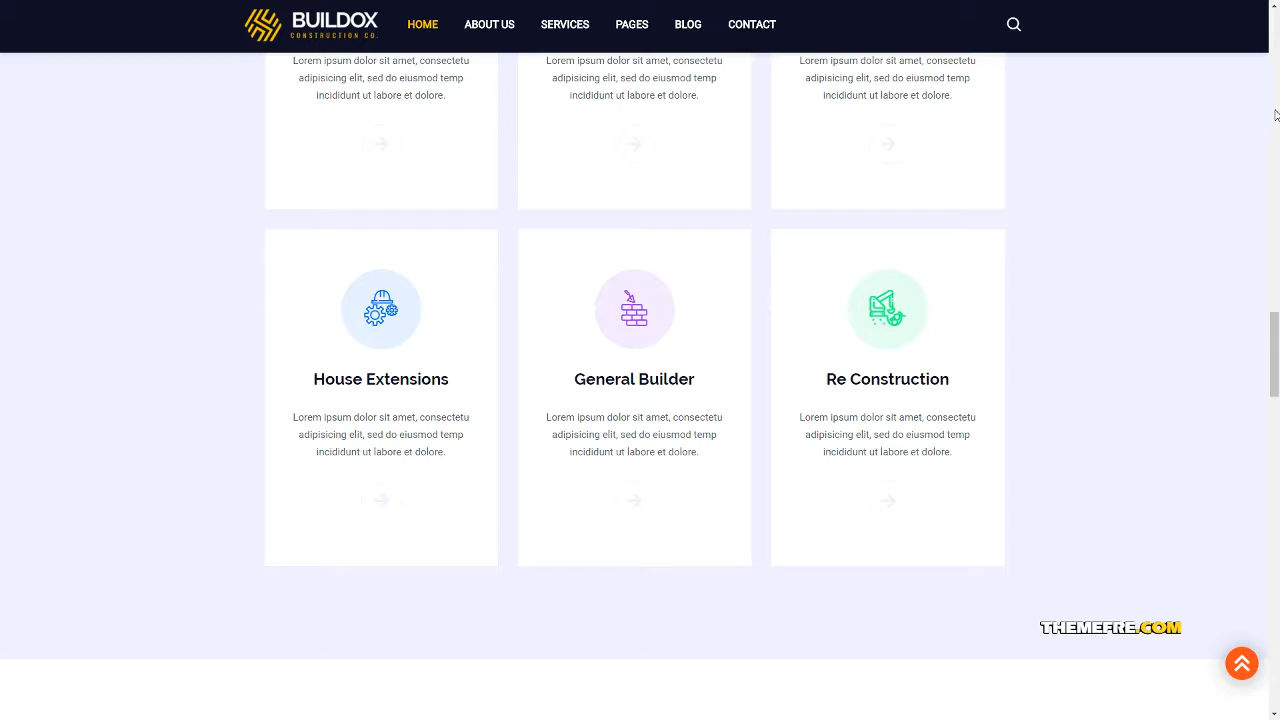 BUILDOX
CONSTRUCTION CO.
HOME ABOUT US SERVICES PAGES BLOG CONTACT
Lorem ipsum dolor sit amet, consectetu
adipisicing elit, sed do eiusmod temp
incididunt ut labore et dolore.
Lorem ipsum dolor sit amet, consectetu
adipisicing elit, sed do eiusmod temp
incididunt ut labore et dolore.
Lorem ipsum dolor sit amet, consectetu
adipisicing elit, sed do eiusmod temp
incididunt ut labore et dolore.
House Extensions
Lorem ipsum dolor sit amet, consectetu
adipisicing elit, sed do eiusmod temp
incididunt ut labore et dolore.
General Builder
Lorem ipsum dolor sit amet, consectetu
adipisicing elit, sed do eiusmod temp
incididunt ut labore et dolore.
Re Construction
Lorem ipsum dolor sit amet, consectetu
adipisicing elit, sed do eiusmod temp
incididunt ut labore et dolore.
THEMEFRE.COM